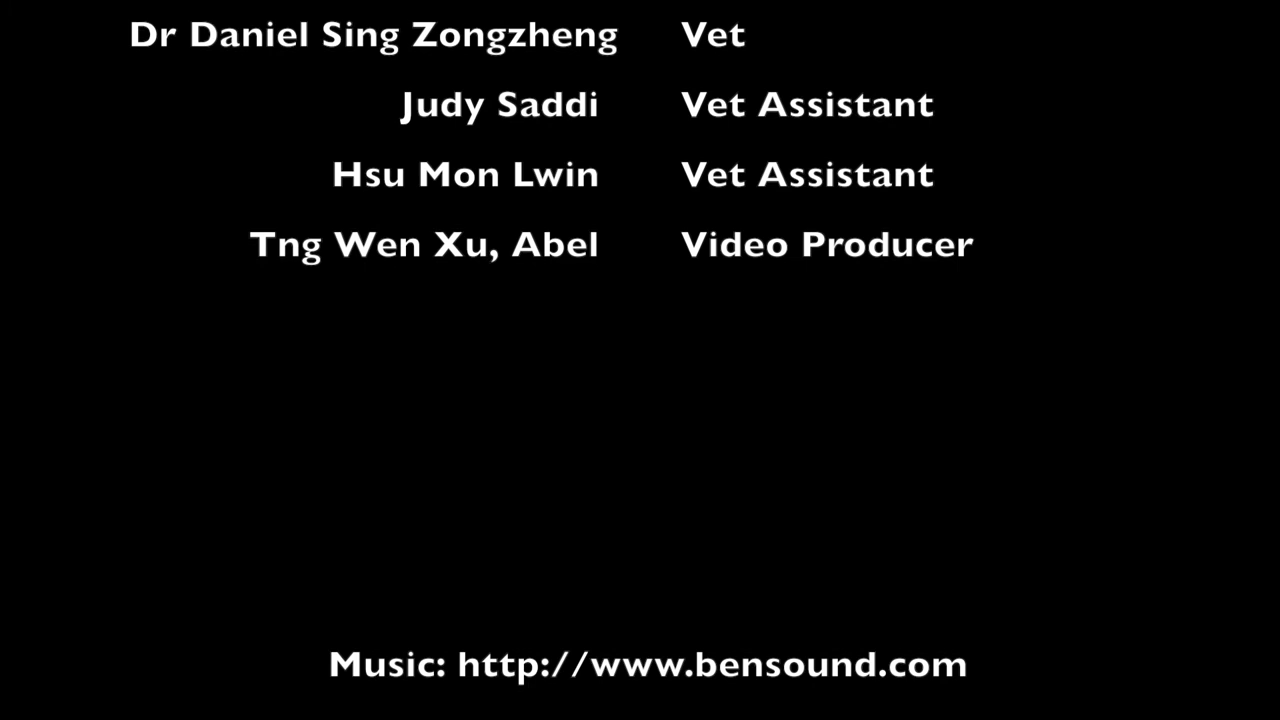 Dr Daniel Sing Zongzheng Vet
Judy Saddi Vet Assistant
Hsu Mon Lwin Vet Assistant
Tng Wen Xu, Abel Video Producer
Music: http://www.bensound.com